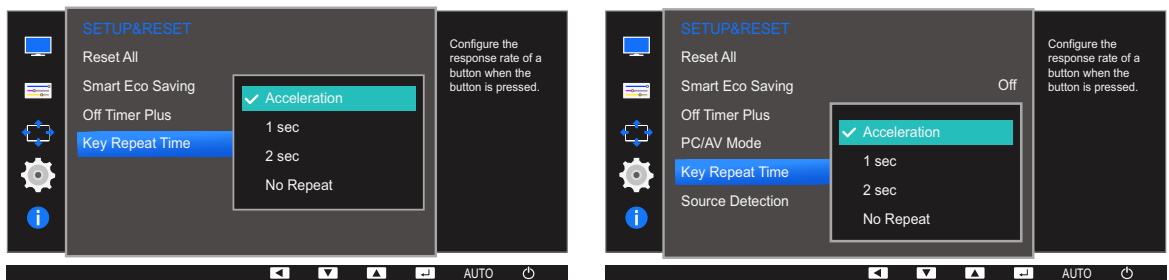 SETUP&RESET
Reset All
Smart Eco Saving
Off Timer Plus
Key Repeat Time
Acceleration
1 sec
2 sec
No Repeat
Configure the
response rate of a
button when the
button is pressed.
AUTO
SETUP&RESET
Reset All
Smart Eco Saving Off
Off Timer Plus
PC/AV Mode
Key Repeat Time
Source Detection
Acceleration
1 sec
2 sec
No Repeat
Configure the
response rate of a
button when the
button is pressed.
AUTO